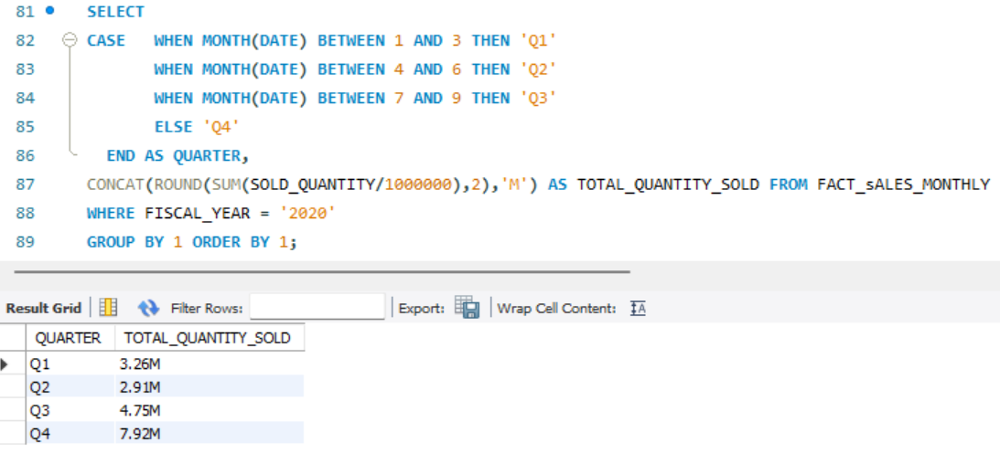 81 SELECT
82 CASE WHEN MONTH(DATE) BETWEEN 1 AND 3 THEN 'Q1'
83 WHEN MONTH(DATE) BETWEEN 4 AND 6 THEN 'Q2'
84 WHEN MONTH(DATE) BETWEEN 7 AND 9 THEN 'Q3'
85 ELSE 'Q4'
86 END AS QUARTER,
87 CONCAT(ROUND(SUM(SOLD_QUANTITY/1000000),2),'M') AS TOTAL_QUANTITY_SOLD FROM FACT_sALES_MONTHLY
88 WHERE FISCAL_YEAR = '2020'
89 GROUP BY 1 ORDER BY 1;
Result Grid Filter Rows: Export: Wrap Cell Content: IA
QUARTER TOTAL_QUANTITY_SOLD
Q1 3.26M
Q2 2.91M
Q3 4.75M
Q4 7.92M